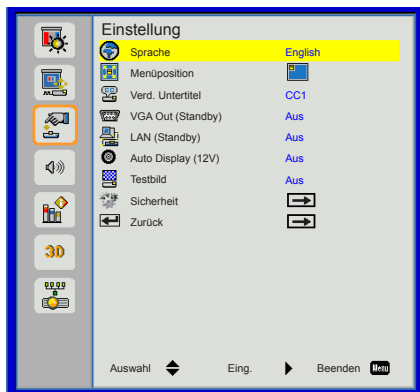 Einstellung
Sprache English
Menüposition
Verd. Untertitel CC1
VGA Out (Standby) Aus
LAN (Standby) Aus
Auto Display (12V) Aus
Testbild Aus
Sicherheit
Zurück
3D
Auswahl Eing. Beenden Menu